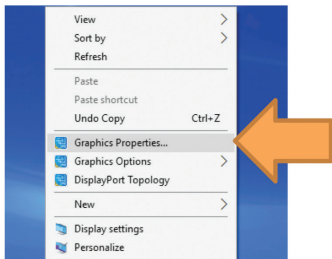 View
Sort by
Refresh
Paste
Paste shortcut
Undo Copy Ctrl+Z
Graphics Properties...
Graphics Options
DisplayPort Topology
New
Display settings
Personalize